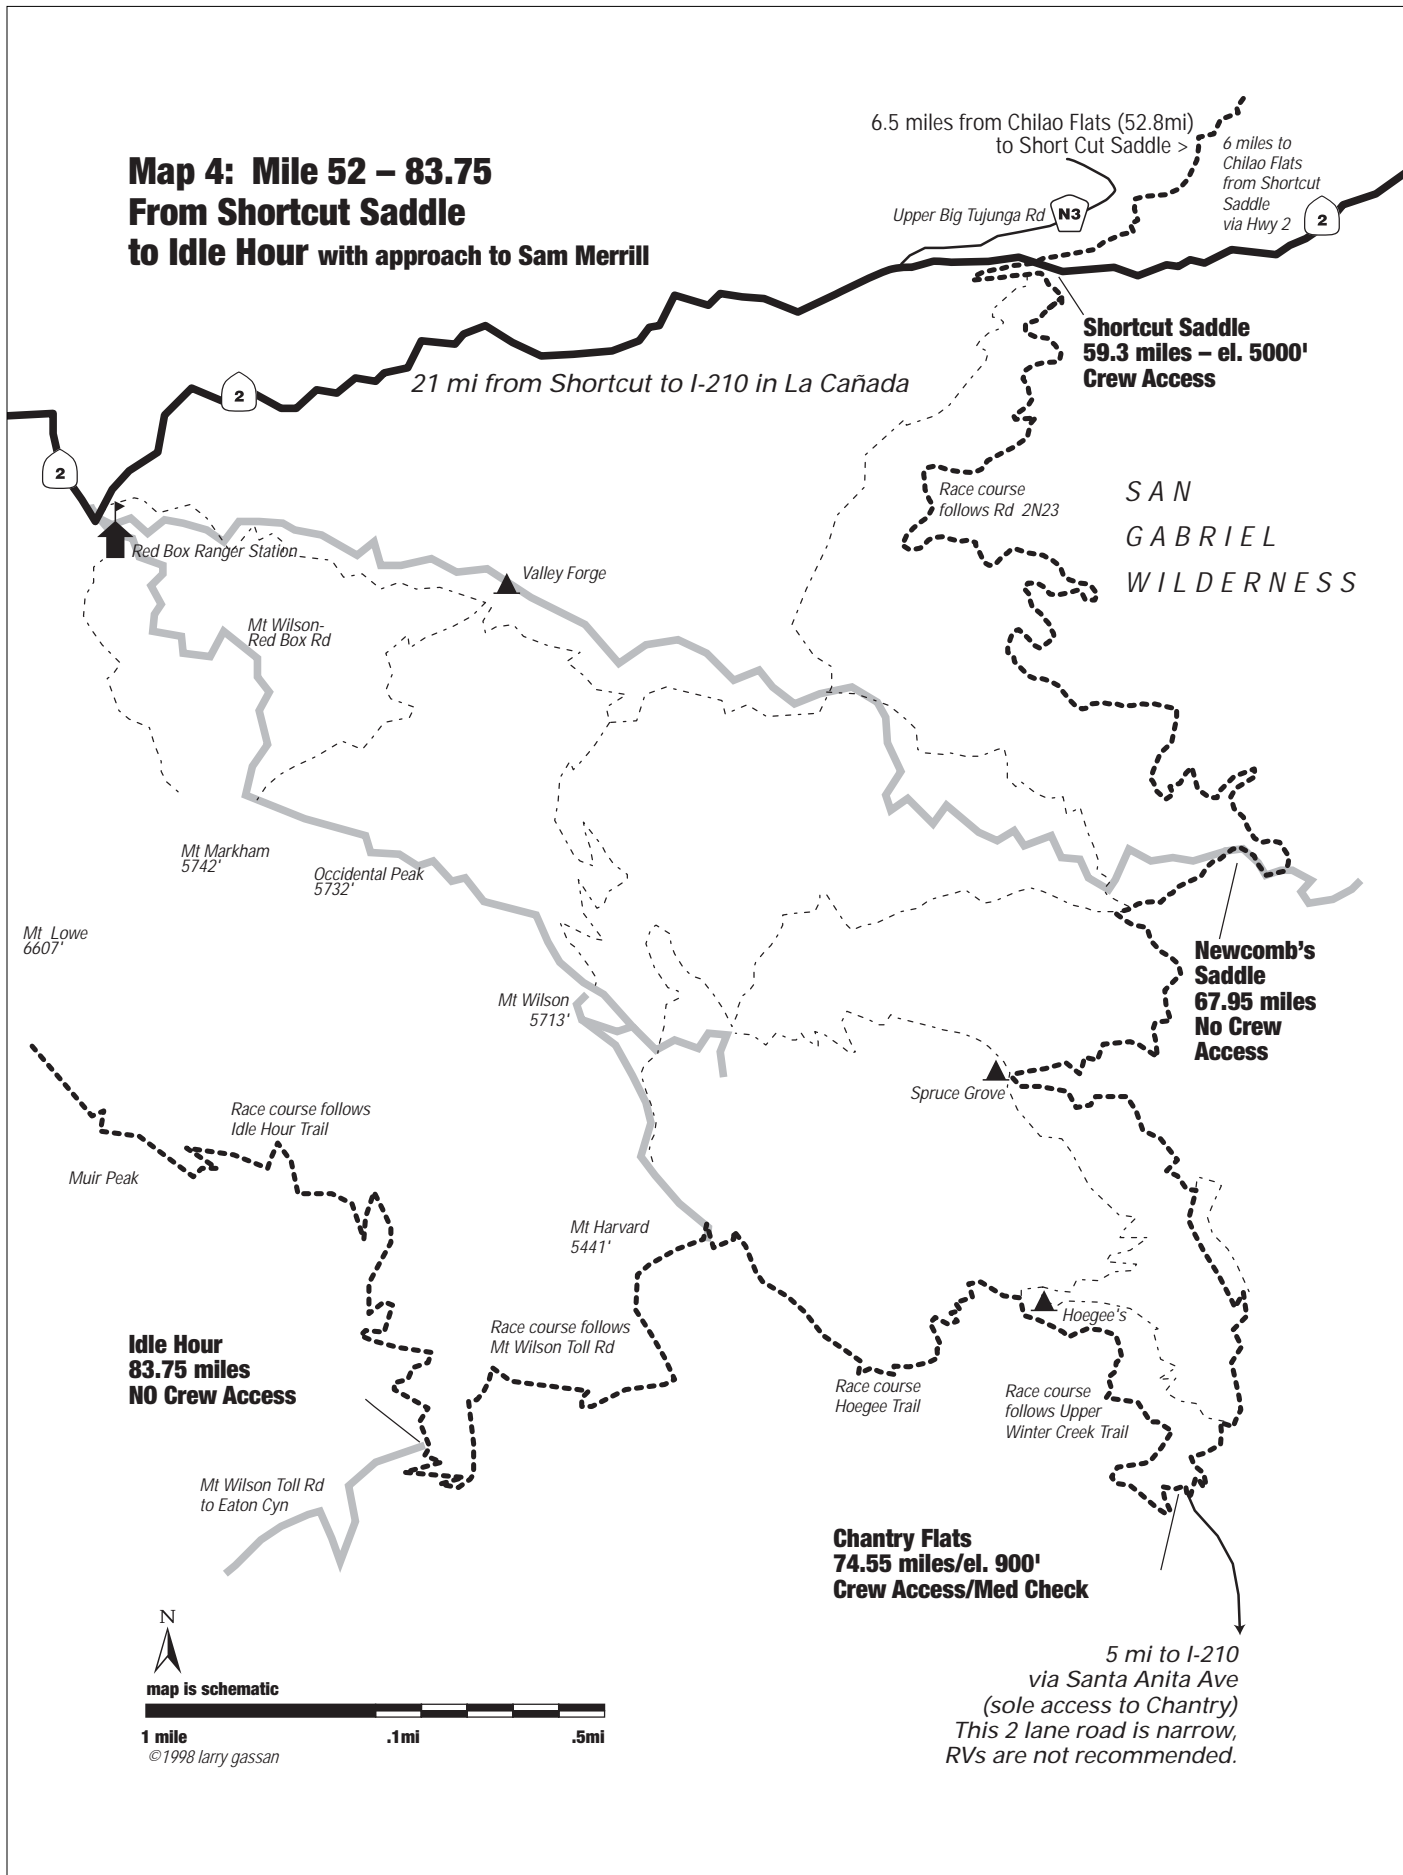 Map 4:  Mile 52 – 83.75
From Shortcut Saddle
to Idle Hour with approach to Sam Merrill
6.5 miles from Chilao Flats (52.8mi)
to Short Cut Saddle >
6 miles to
Chilao Flats
from Shortcut
Saddle
via Hwy 2
Upper Big Tujunga Rd
N3
2
Shortcut Saddle
59.3 miles – el. 5000'
Crew Access
21 mi from Shortcut to I-210 in La Cañada
2
2
Race course
follows Rd  2N23
SAN
GABRIEL
WILDERNESS
Red Box Ranger Station
Valley Forge
Mt Wilson-
Red Box Rd
Mt Markham
5742'
Occidental Peak
5732'
Mt  Lowe
6607'
Newcomb's
Saddle
67.95 miles
No Crew
Access
Mt Wilson
5713'
Spruce Grove
Race course follows
Idle Hour Trail
Muir Peak
Mt Harvard
5441'
Hoegee's
Race course follows
Mt Wilson Toll Rd
Idle Hour
83.75 miles
NO Crew Access
Race course
Hoegee Trail
Race course
follows Upper
Winter Creek Trail
Mt Wilson Toll Rd
to Eaton Cyn
Chantry Flats
74.55 miles/el. 900'
Crew Access/Med Check
N
map is schematic
1 mile
.1mi
.5mi
©1998 larry gassan
5 mi to I-210
via Santa Anita Ave
(sole access to Chantry)
This 2 lane road is narrow,
RVs are not recommended.